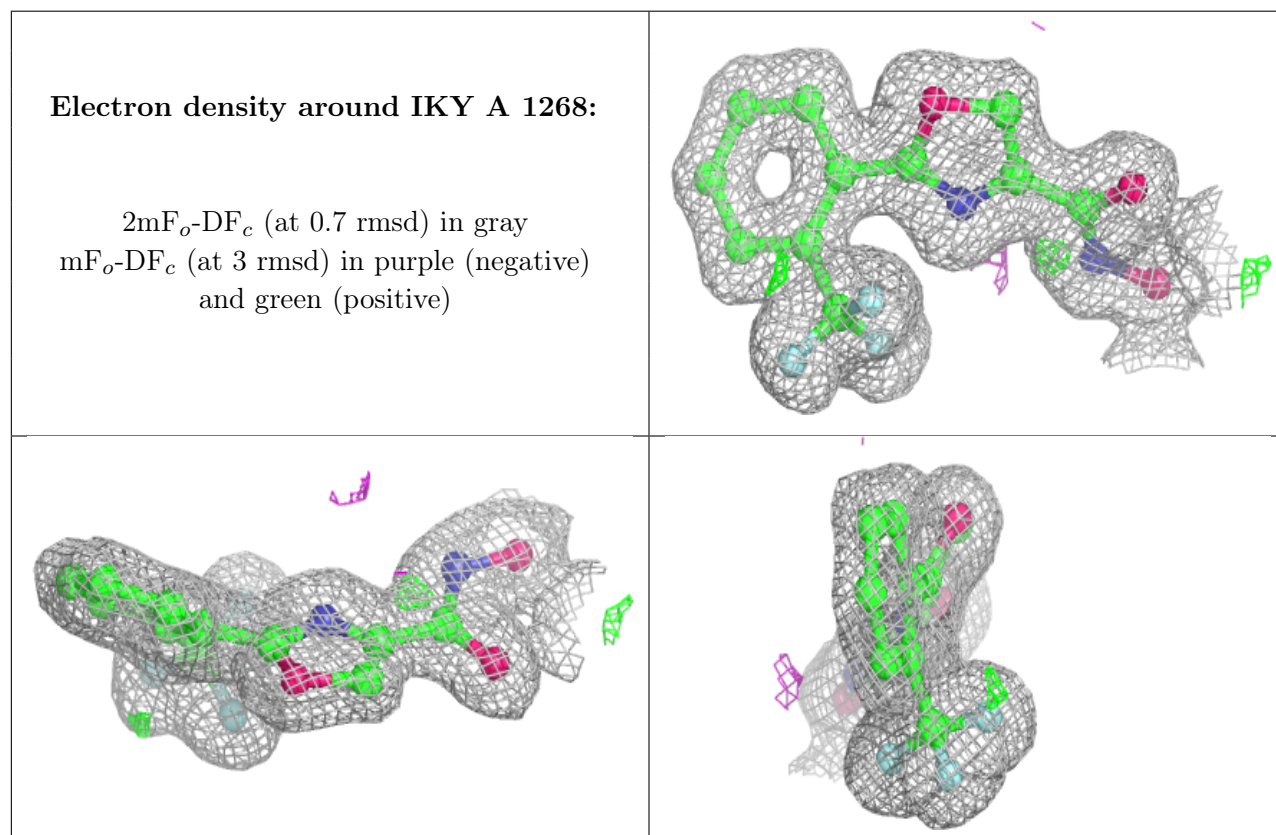 Electron density around IKY A 1268:
2mFo-DFc (at 0.7 rmsd) in gray
mFo-DFc (at 3 rmsd) in purple (negative)
and green (positive)